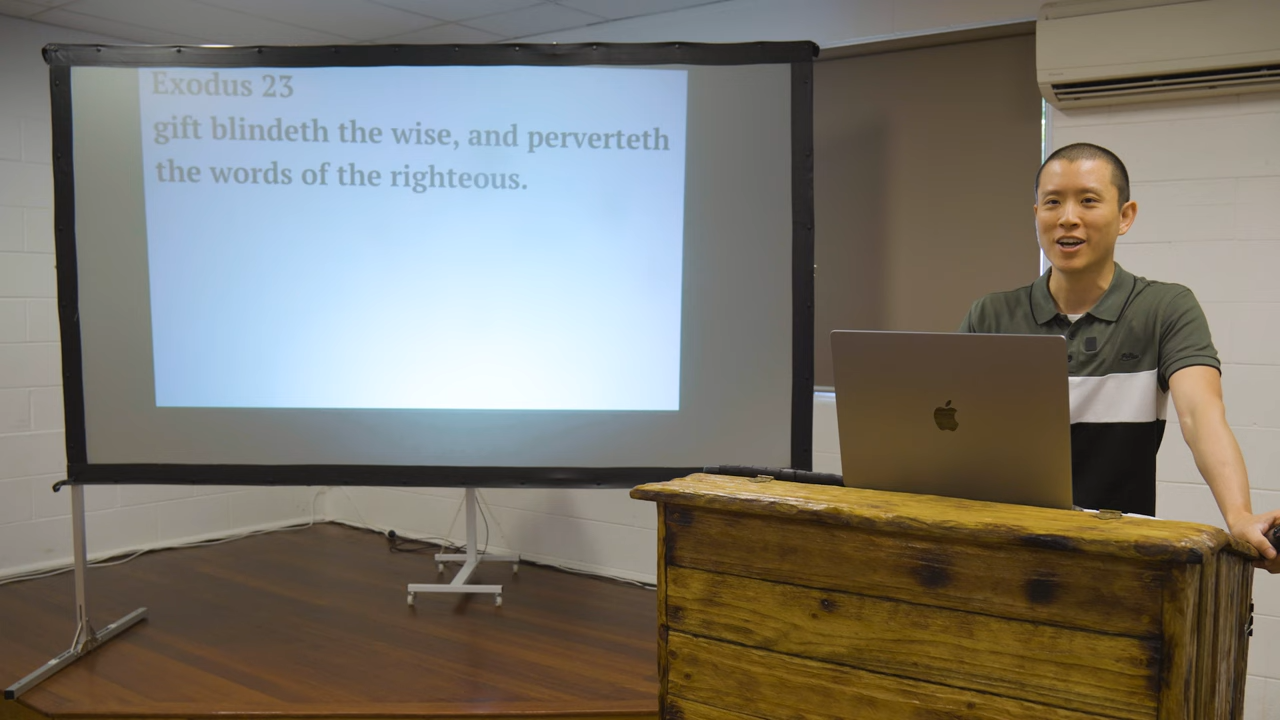 Exodus 23
gift blindeth the wise, and perverteth
the words of the righteous.